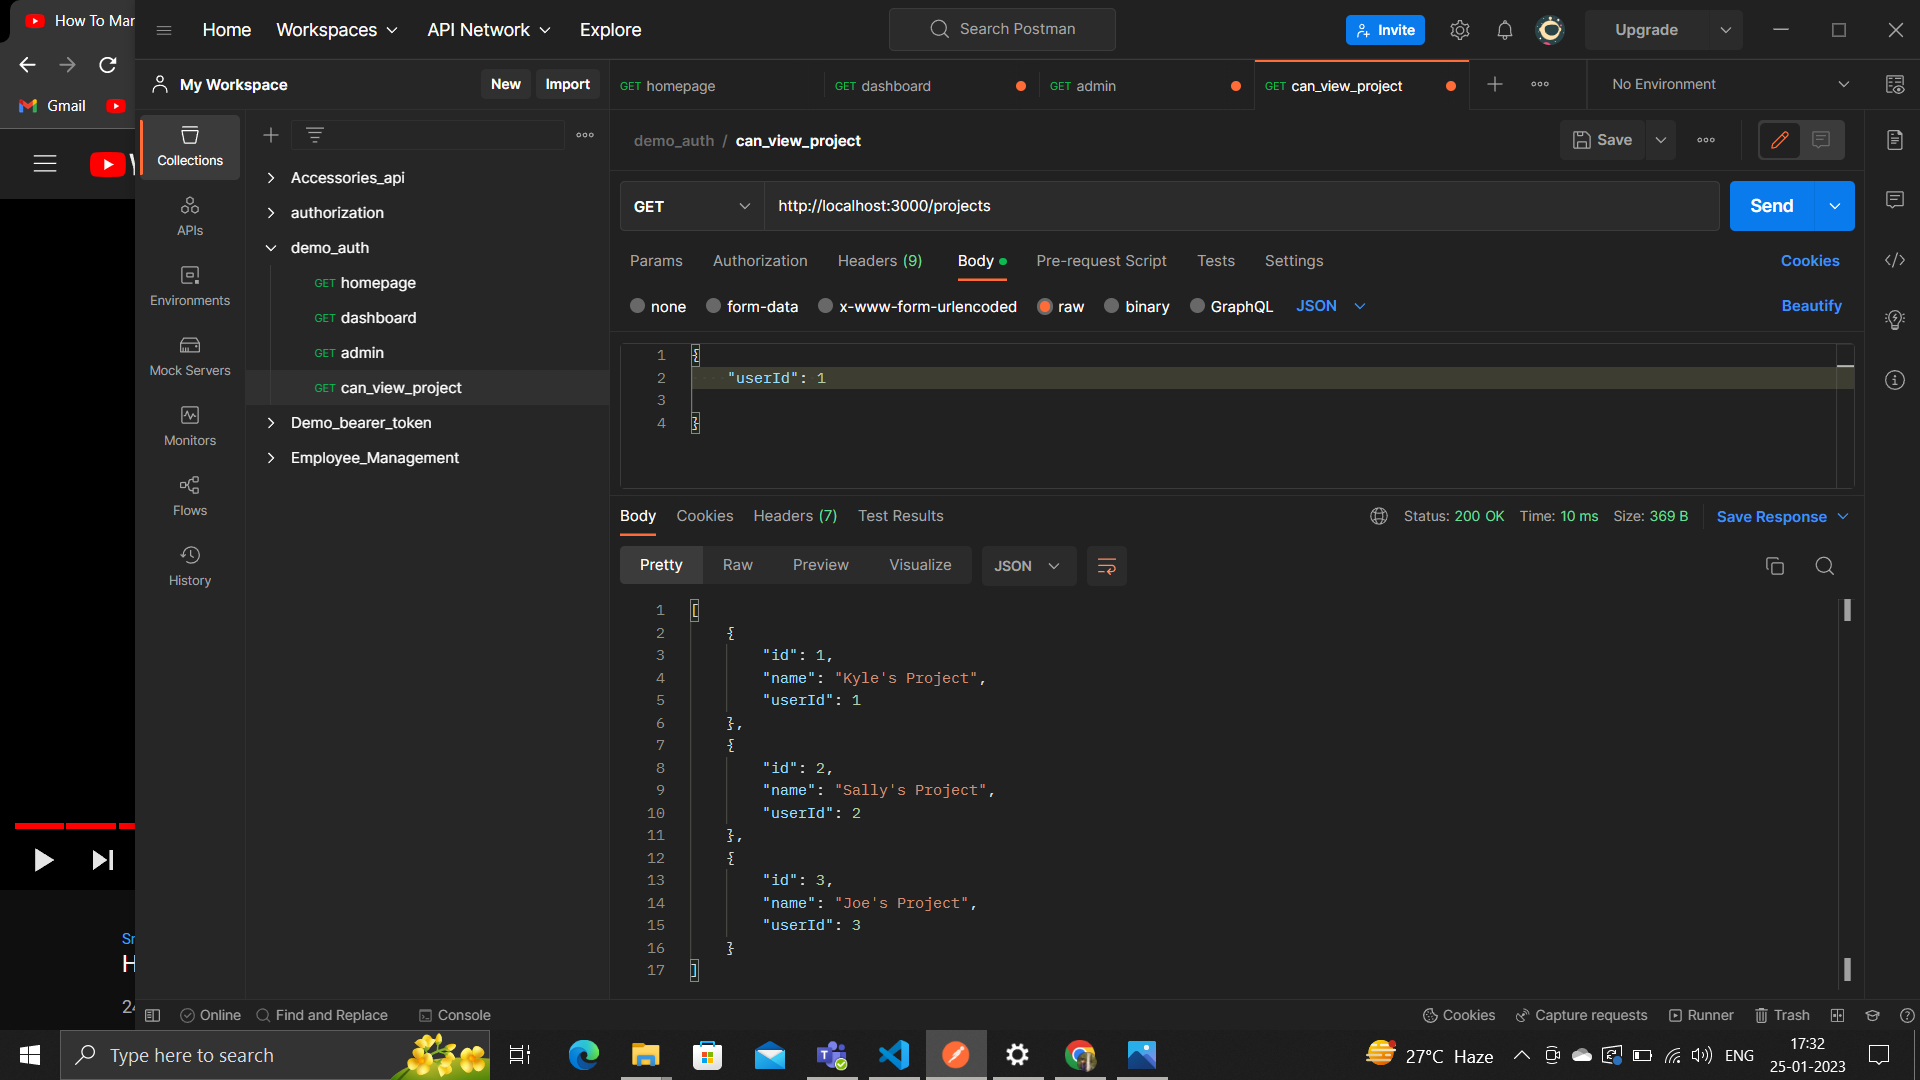 How To Mar
Home Workspaces API Network Explore
Search Postman
Invite
Upgrade
Gmail
My Workspace New Import
GET homepage GET dashboard GET admin GET can_view_project
No Environment
Collections
APIs
Environments
Mock Servers
Monitors
Flows
History
Accessories_api
authorization
demo_auth
GET homepage
GET dashboard
GET admin
GET can_view_project
Demo_bearer_token
Employee_Management
demo_auth / can_view_project
Save
GET http://localhost:3000/projects
Send
Params Authorization Headers (9) Body Pre-request Script Tests Settings
Cookies
none form-data x-www-form-urlencoded raw binary GraphQL JSON
Beautify
1 {
2 "userId": 1
3
4 }
Body Cookies Headers (7) Test Results
Status: 200 OK Time: 10 ms Size: 369 B Save Response
Pretty Raw Preview Visualize JSON
1 [
2 {
3 "id": 1,
4 "name": "Kyle's Project",
5 "userId": 1
6 },
7 {
8 "id": 2,
9 "name": "Sally's Project",
10 "userId": 2
11 },
12 {
13 "id": 3,
14 "name": "Joe's Project",
15 "userId": 3
16 }
17 ]
Online Find and Replace Console
Cookies Capture requests Runner Trash
Type here to search
27°C Haze
ENG
17:32
25-01-2023